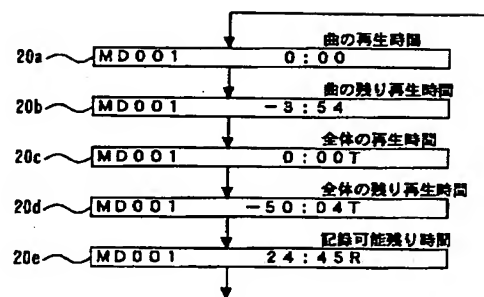 曲の再生時間
20a MD001 0:00
曲の残り再生時間
20b MD001 -3:54
全体の再生時間
20c MD001 0:00T
全体の残り再生時間
20d MD001 -50:04T
記録可能残り時間
20e MD001 24:45R